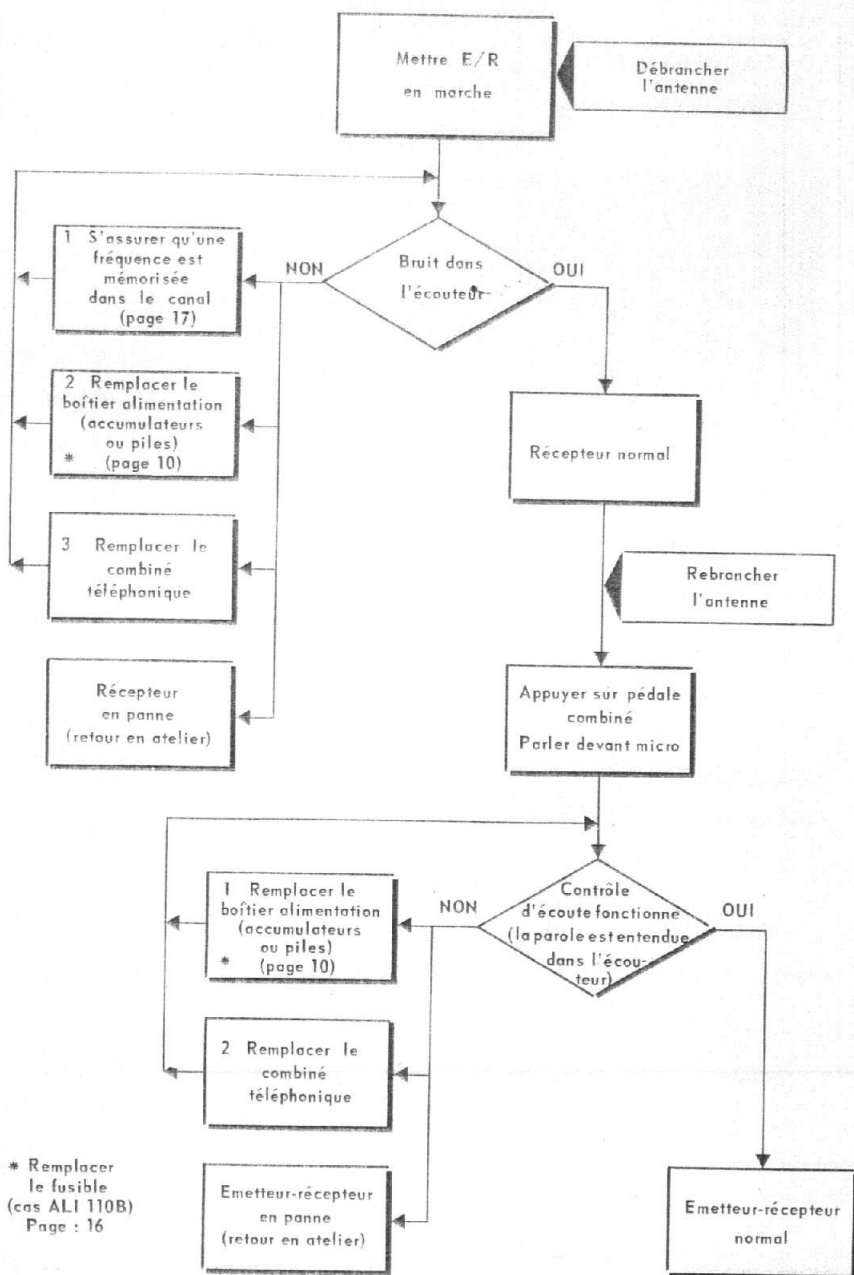 Mettre E/R
en marche
Débrancher
l'antenne
1 S'assurer qu'une
fréquence est
mémorisée
dans le canal
(page 17)
NON
Bruit dans
l'écouteur
OUI
2 Remplacer le
boîtier alimentation
(accumulateurs
ou piles)
* (page 10)
Récepteur normal
3 Remplacer le
combiné
téléphonique
Rebrancher
l'antenne
Récepteur
en panne
(retour en atelier)
Appuyer sur pédale
combiné
Parler devant micro
1 Remplacer le
boîtier alimentation
(accumulateurs
ou piles)
* (page 10)
NON
Contrôle
d'écoute fonctionne
(la parole est entendue
dans l'écou-
teur)
OUI
2 Remplacer le
combiné
téléphonique
* Remplacer
le fusible
(cas ALI 110B)
Page : 16
Emetteur-récepteur
en panne
(retour en atelier)
Emetteur-récepteur
normal